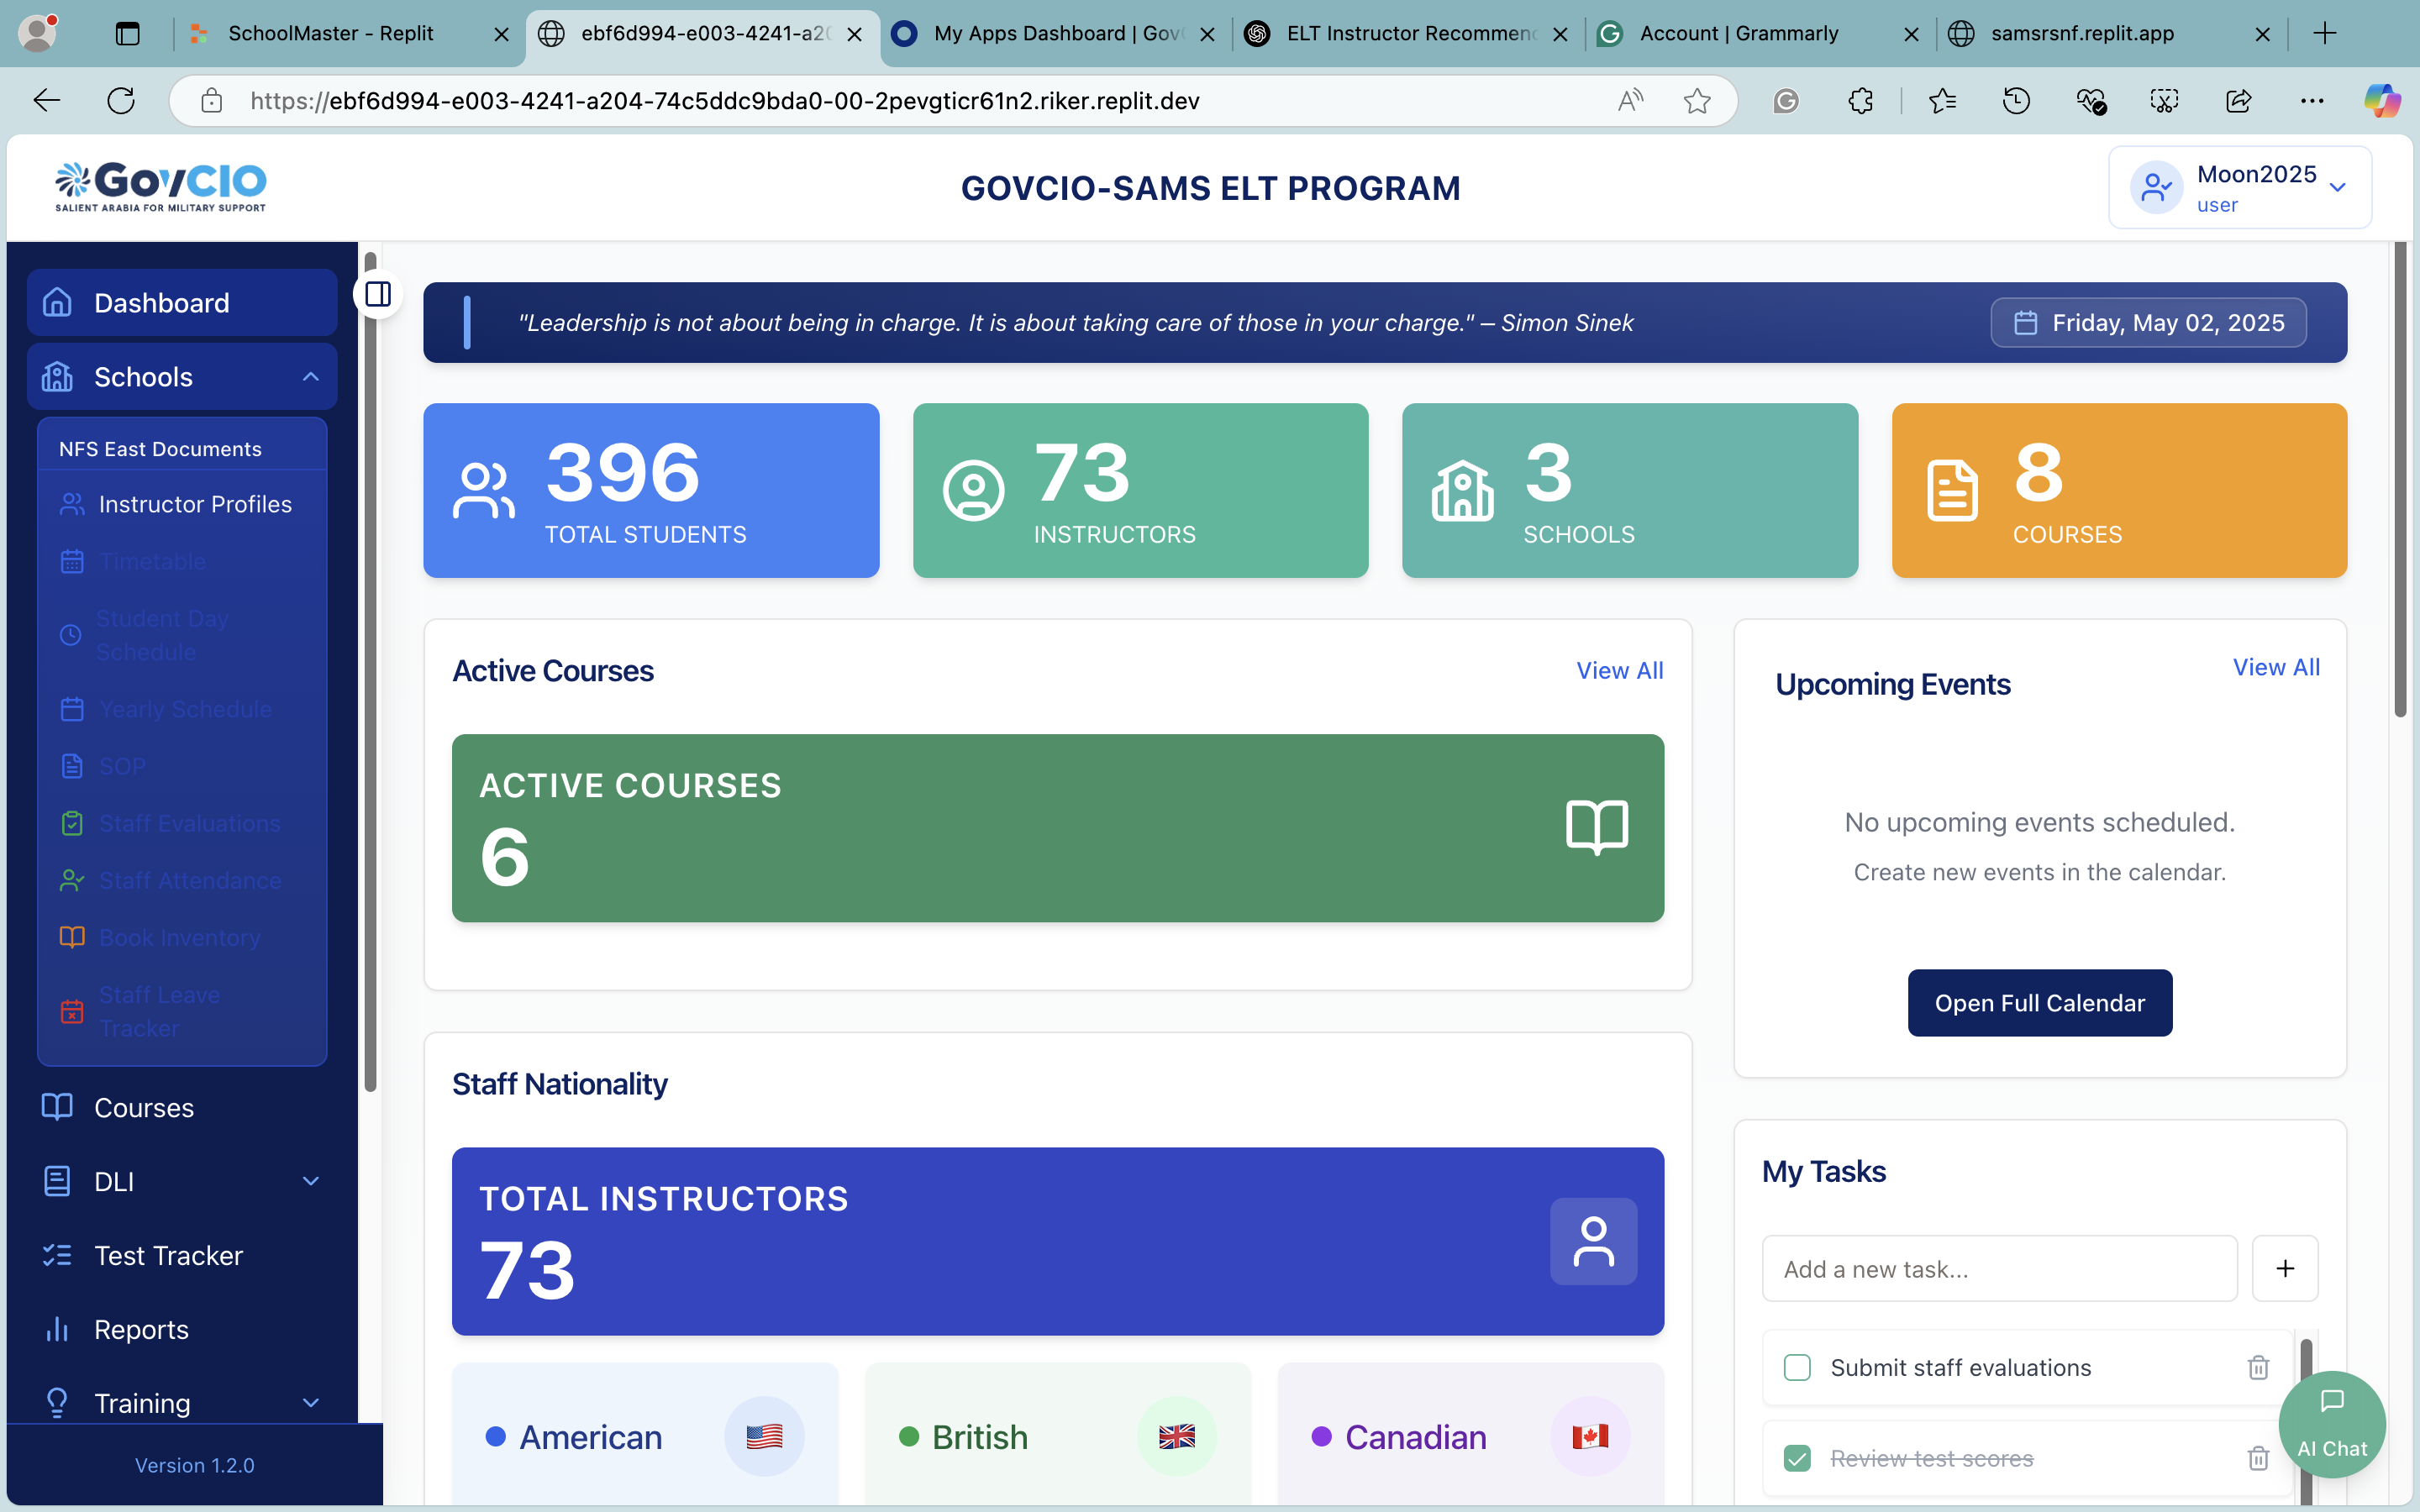 SchoolMaster - Replit
ebf6d994-e003-4241-a20
My Apps Dashboard | Gov
ELT Instructor Recommen
Account | Grammarly
samsrsnf.replit.app
https://ebf6d994-e003-4241-a204-74c5ddc9bda0-00-2pevgticr61n2.riker.replit.dev
GovCIO
SALIENT ARABIA FOR MILITARY SUPPORT
GOVCIO-SAMS ELT PROGRAM
Moon2025
user
Dashboard
Schools
NFS East Documents
Instructor Profiles
Timetable
Student Day
Schedule
Yearly Schedule
SOP
Staff Evaluations
Staff Attendance
Book Inventory
Staff Leave
Tracker
Courses
DLI
Test Tracker
Reports
Training
Version 1.2.0
"Leadership is not about being in charge. It is about taking care of those in your charge." — Simon Sinek
Friday, May 02, 2025
396
TOTAL STUDENTS
73
INSTRUCTORS
3
SCHOOLS
8
COURSES
Active Courses
View All
ACTIVE COURSES
6
Staff Nationality
TOTAL INSTRUCTORS
73
American
British
Canadian
Upcoming Events
View All
No upcoming events scheduled.
Create new events in the calendar.
Open Full Calendar
My Tasks
Add a new task...
Submit staff evaluations
Review test scores
AI Chat